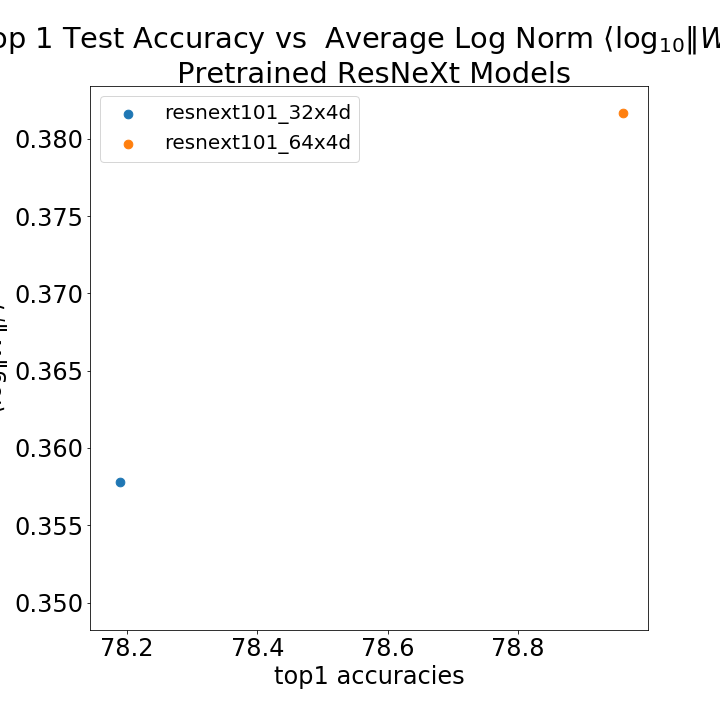 op 1 Test Accuracy vs Average Log Norm ⟨log₁₀‖W
Pretrained ResNeXt Models
resnext101_32x4d
resnext101_64x4d
0.380
0.375
0.370
0.365
0.360
0.355
0.350
78.2 78.4 78.6 78.8
top1 accuracies